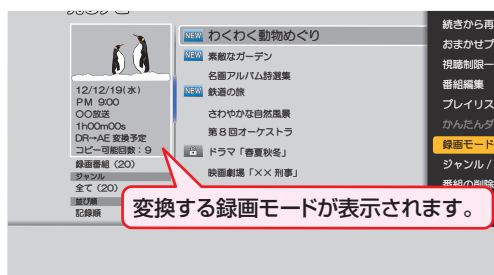 NEW わくわく動物めぐり
NEW 素敵なガーデン
名画アルバム詩選集
NEW 鉄道の旅
さわやかな自然風景
第8回オーケストラ
ドラマ「春夏秋冬」
映画劇場「×× 刑事」
12/12/19(水)
PM 9:00
〇〇放送
1h00m00s
DR→AE 変換予定
コピー可能回数:9
録画番組(20)
ジャンル
全て(20)
並び順
記録順
続きから再
おまかせプ
視聴制限一
番組編集
プレイリス
かんたんダ
録画モード
ジャンル/
番組の削除
変換する録画モードが表示されます。